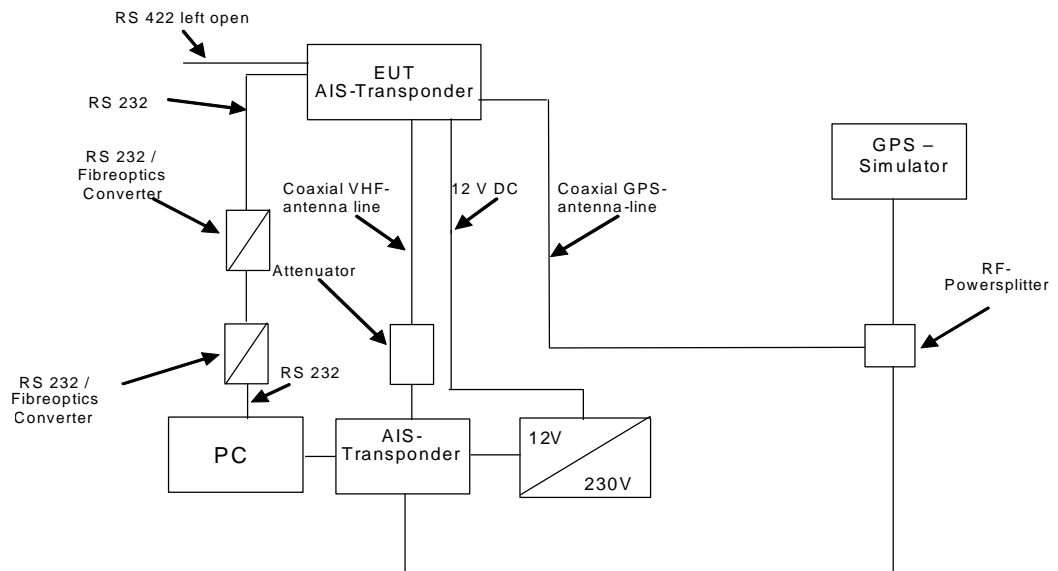 RS 422 left open
EUT
AIS-Transponder
RS 232
RS 232 /
Fibreoptics
Converter
Coaxial VHF-
antenna line
12 V DC
Coaxial GPS-
antenna-line
GPS –
Simulator
Attenuator
RF-
Powersplitter
RS 232 /
Fibreoptics
Converter
RS 232
PC
AIS-
Transponder
12V
230V